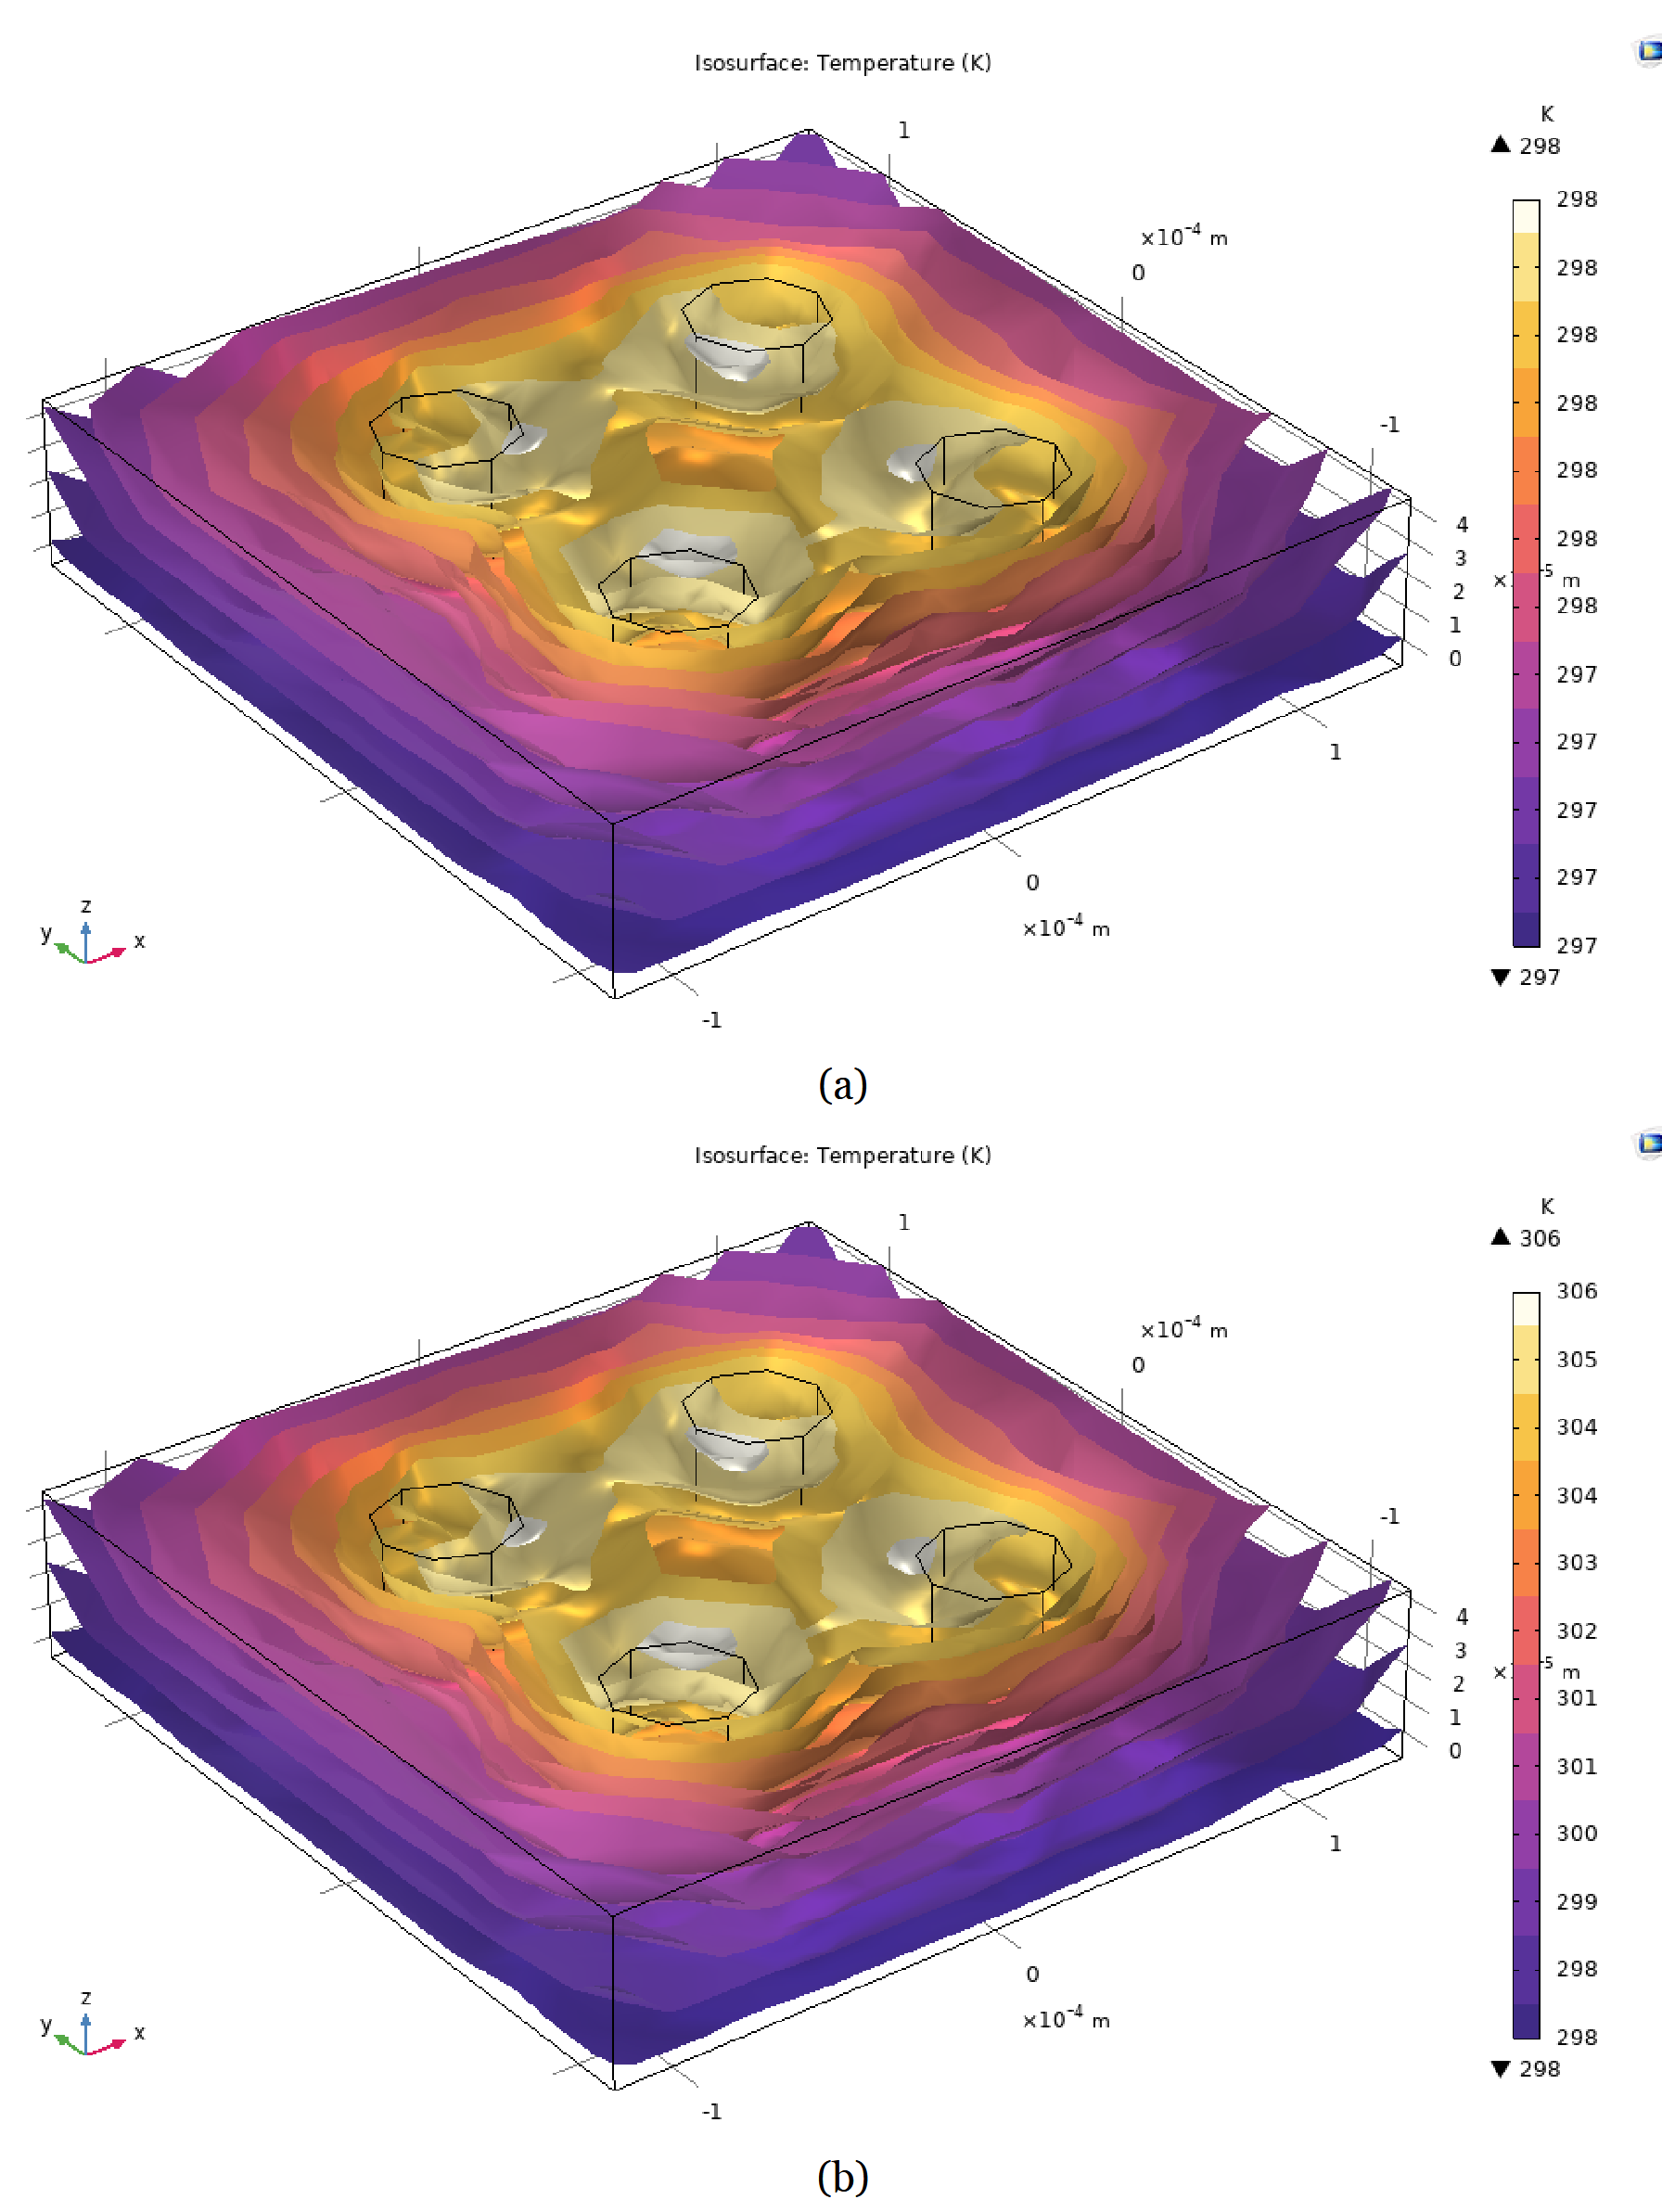 Isosurface: Temperature (K)
1
K
▲ 298
298
×10⁻⁴ m
0
298
298
298
-1
298
4
298
3
× ⁻⁵ m
2
298
1
0
297
1
297
297
0
297
×10⁻⁴ m
z
y
x
297
▼ 297
-1
(a)
Isosurface: Temperature (K)
1
K
▲ 306
306
×10⁻⁴ m
0
305
304
304
-1
303
4
302
3
× ⁻⁵ m
2
301
1
0
301
1
300
299
0
298
×10⁻⁴ m
z
y
x
298
▼ 298
-1
(b)